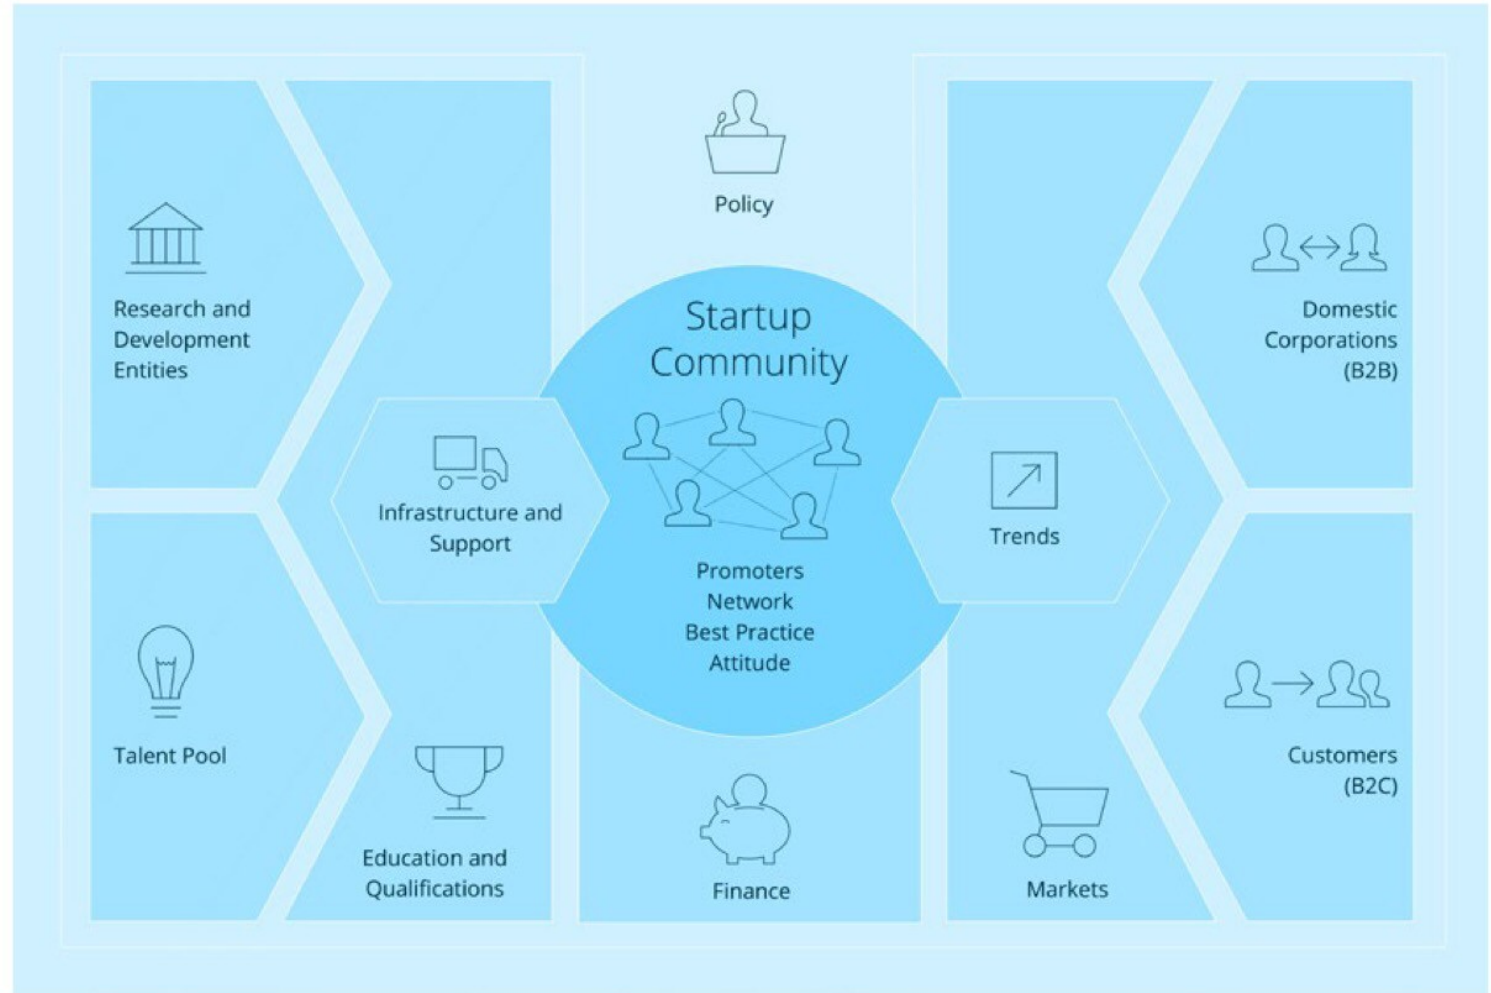 Policy
Research and
Development
Entities
Startup
Community
Domestic
Corporations
(B2B)
Infrastructure and
Support
Trends
Promoters
Network
Best Practice
Attitude
Talent Pool
Education and
Qualifications
Finance
Markets
Customers
(B2C)